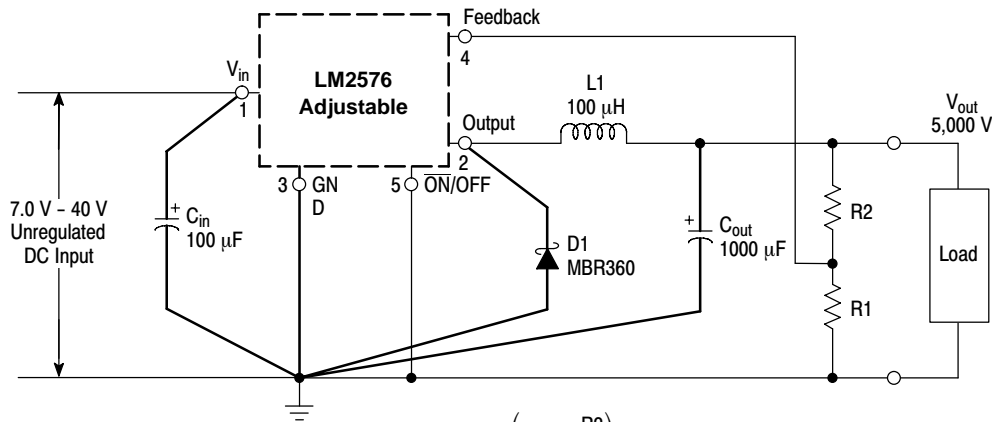 Feedback
4
V_in
1
LM2576
Adjustable
L1
100 μH
Output
2
V_out
5,000 V
3 GN
D
5 ON/OFF
7.0 V - 40 V
Unregulated
DC Input
+
C_in
100 μF
D1
MBR360
+
C_out
1000 μF
R2
R1
Load